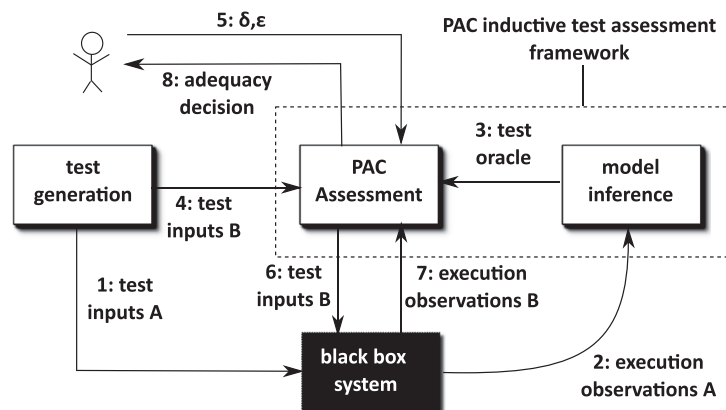 5: δ,ε
PAC inductive test assessment
framework
8: adequacy
decision
3: test
oracle
test
generation
PAC
Assessment
model
inference
4: test
inputs B
1: test
inputs A
6: test
inputs B
7: execution
observations B
black box
system
2: execution
observations A